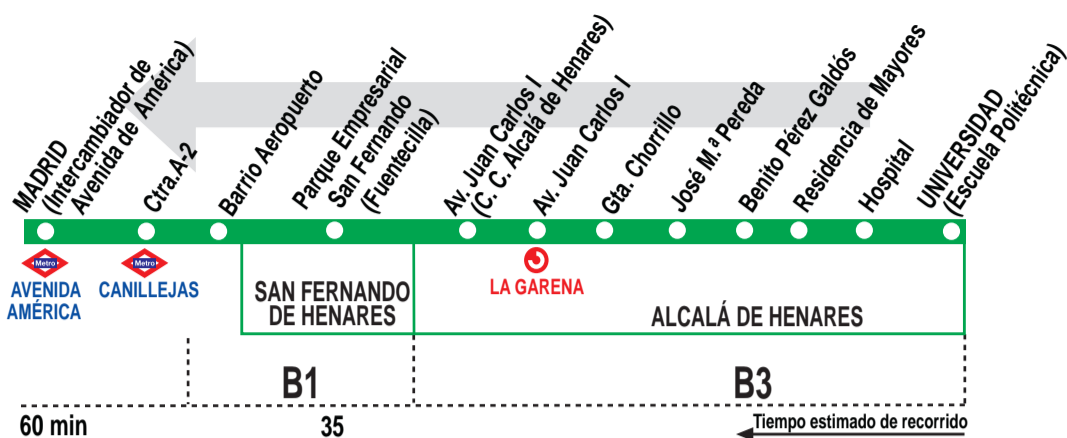 MADRID
(Intercambiador de
Avenida de América)
Ctra.A-2
Barrio Aeropuerto
Parque Empresarial
San Fernando
(Fuentecilla)
Av. Juan Carlos I
(C. C. Alcalá de Henares)
Av. Juan Carlos I
Gta. Chorrillo
José M.ª Pereda
Benito Pérez Galdós
Residencia de Mayores
Hospital
UNIVERSIDAD
(Escuela Politécnica)
Metro
AVENIDA
AMÉRICA
Metro
CANILLEJAS
SAN FERNANDO
DE HENARES
LA GARENA
ALCALÁ DE HENARES
B1
B3
60 min
35
Tiempo estimado de recorrido